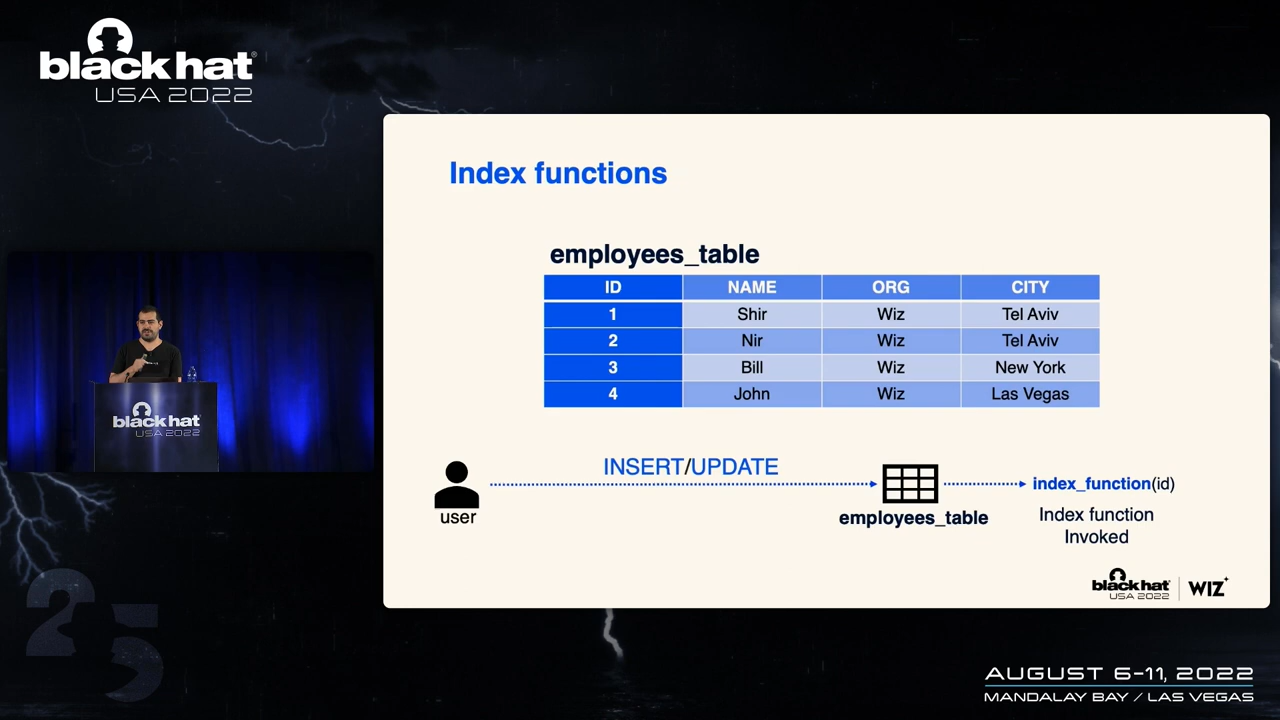 black hat®
USA 2022
Index functions
employees_table
ID NAME ORG CITY
1 Shir Wiz Tel Aviv
2 Nir Wiz Tel Aviv
3 Bill Wiz New York
4 John Wiz Las Vegas
INSERT/UPDATE
user
employees_table
index_function(id)
Index function
Invoked
black hat
USA 2022
WIZ
black hat
USA 2022
25
AUGUST 6-11, 2022
MANDALAY BAY / LAS VEGAS